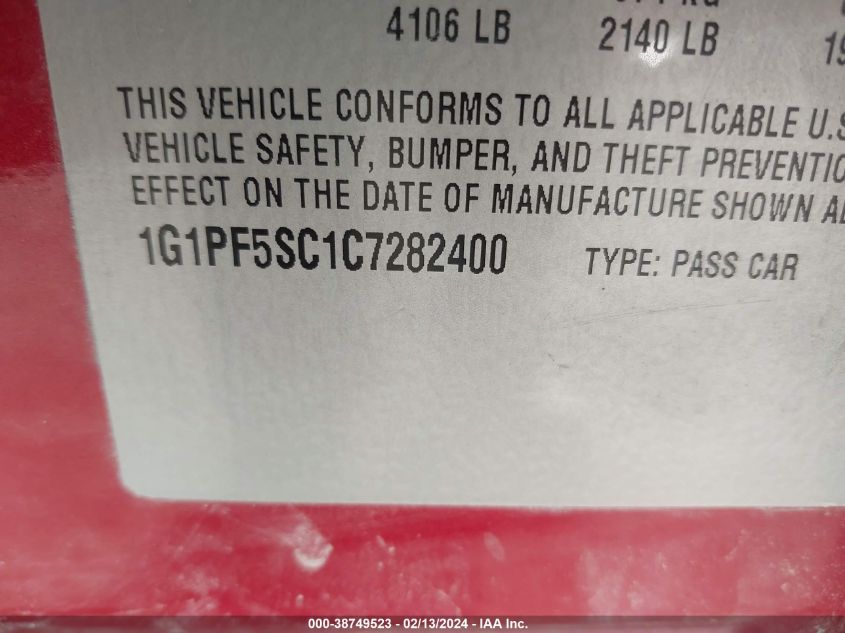 4106 LB 2140 LB
THIS VEHICLE CONFORMS TO ALL APPLICABLE U.S
VEHICLE SAFETY, BUMPER, AND THEFT PREVENTIO
EFFECT ON THE DATE OF MANUFACTURE SHOWN
1G1PF5SC1C7282400 TYPE: PASS CAR
000-38749523 - 02/13/2024 - IAA Inc.